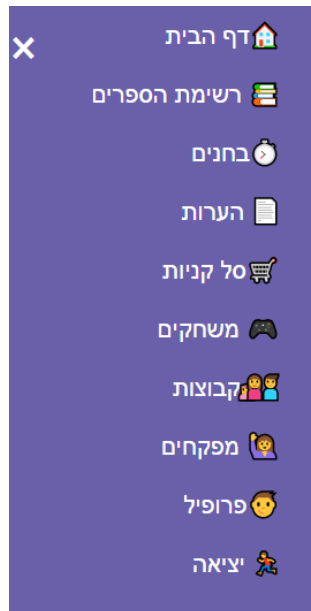 דף הבית
רשימת הספרים
בחנים
הערות
סל קניות
משחקים
קבוצות
מפקחים
פרופיל
יציאה